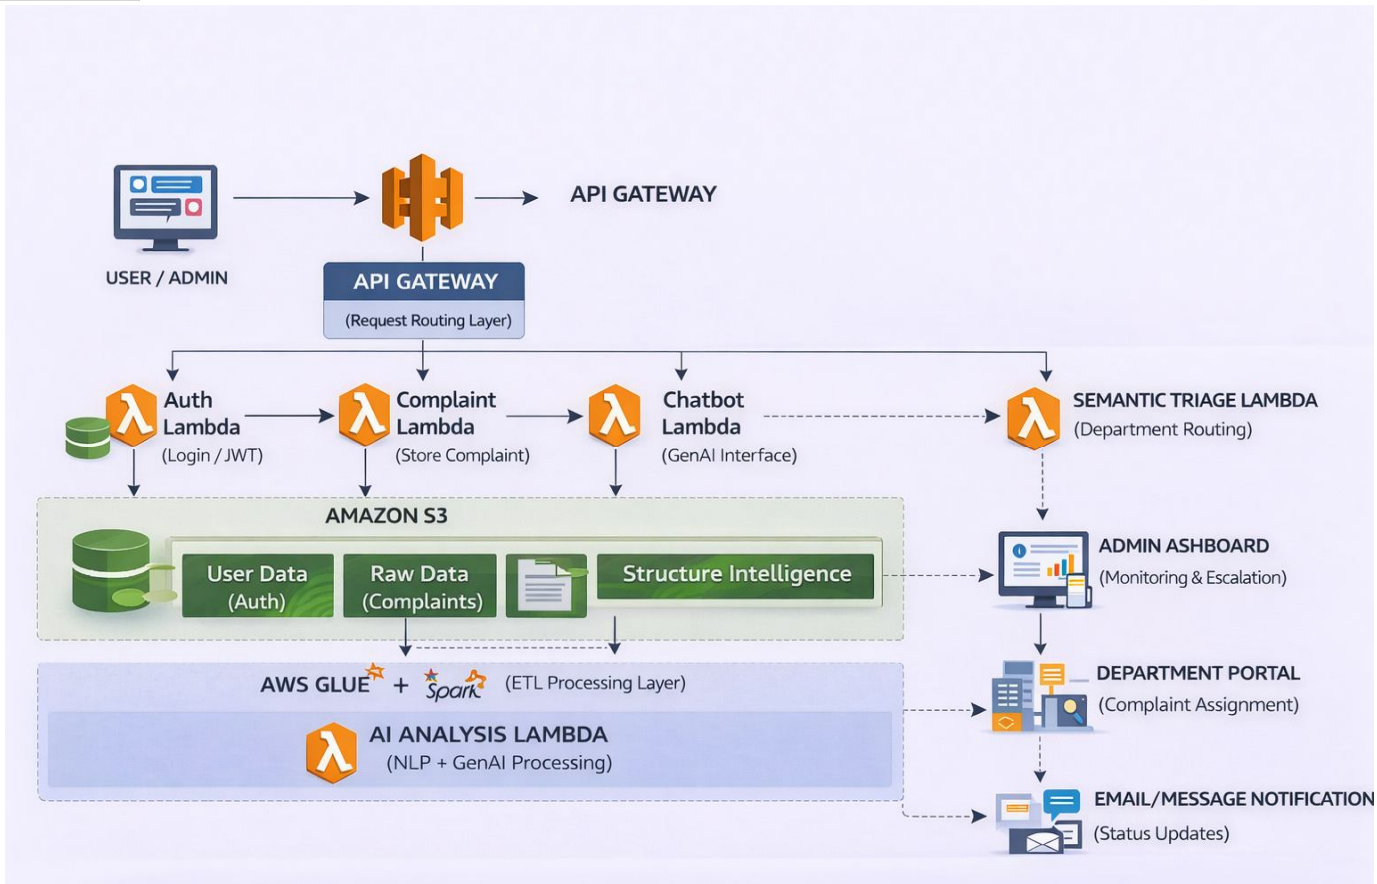 API GATEWAY
USER / ADMIN
API GATEWAY
(Request Routing Layer)
Auth
Lambda
(Login / JWT)
Complaint
Lambda
(Store Complaint)
Chatbot
Lambda
(GenAI Interface)
SEMANTIC TRIAGE LAMBDA
(Department Routing)
AMAZON S3
User Data
(Auth)
Raw Data
(Complaints)
Structure Intelligence
ADMIN ASHBOARD
(Monitoring & Escalation)
AWS GLUE + Spark (ETL Processing Layer)
AI ANALYSIS LAMBDA
(NLP + GenAI Processing)
DEPARTMENT PORTAL
(Complaint Assignment)
EMAIL/MESSAGE NOTIFICATION
(Status Updates)